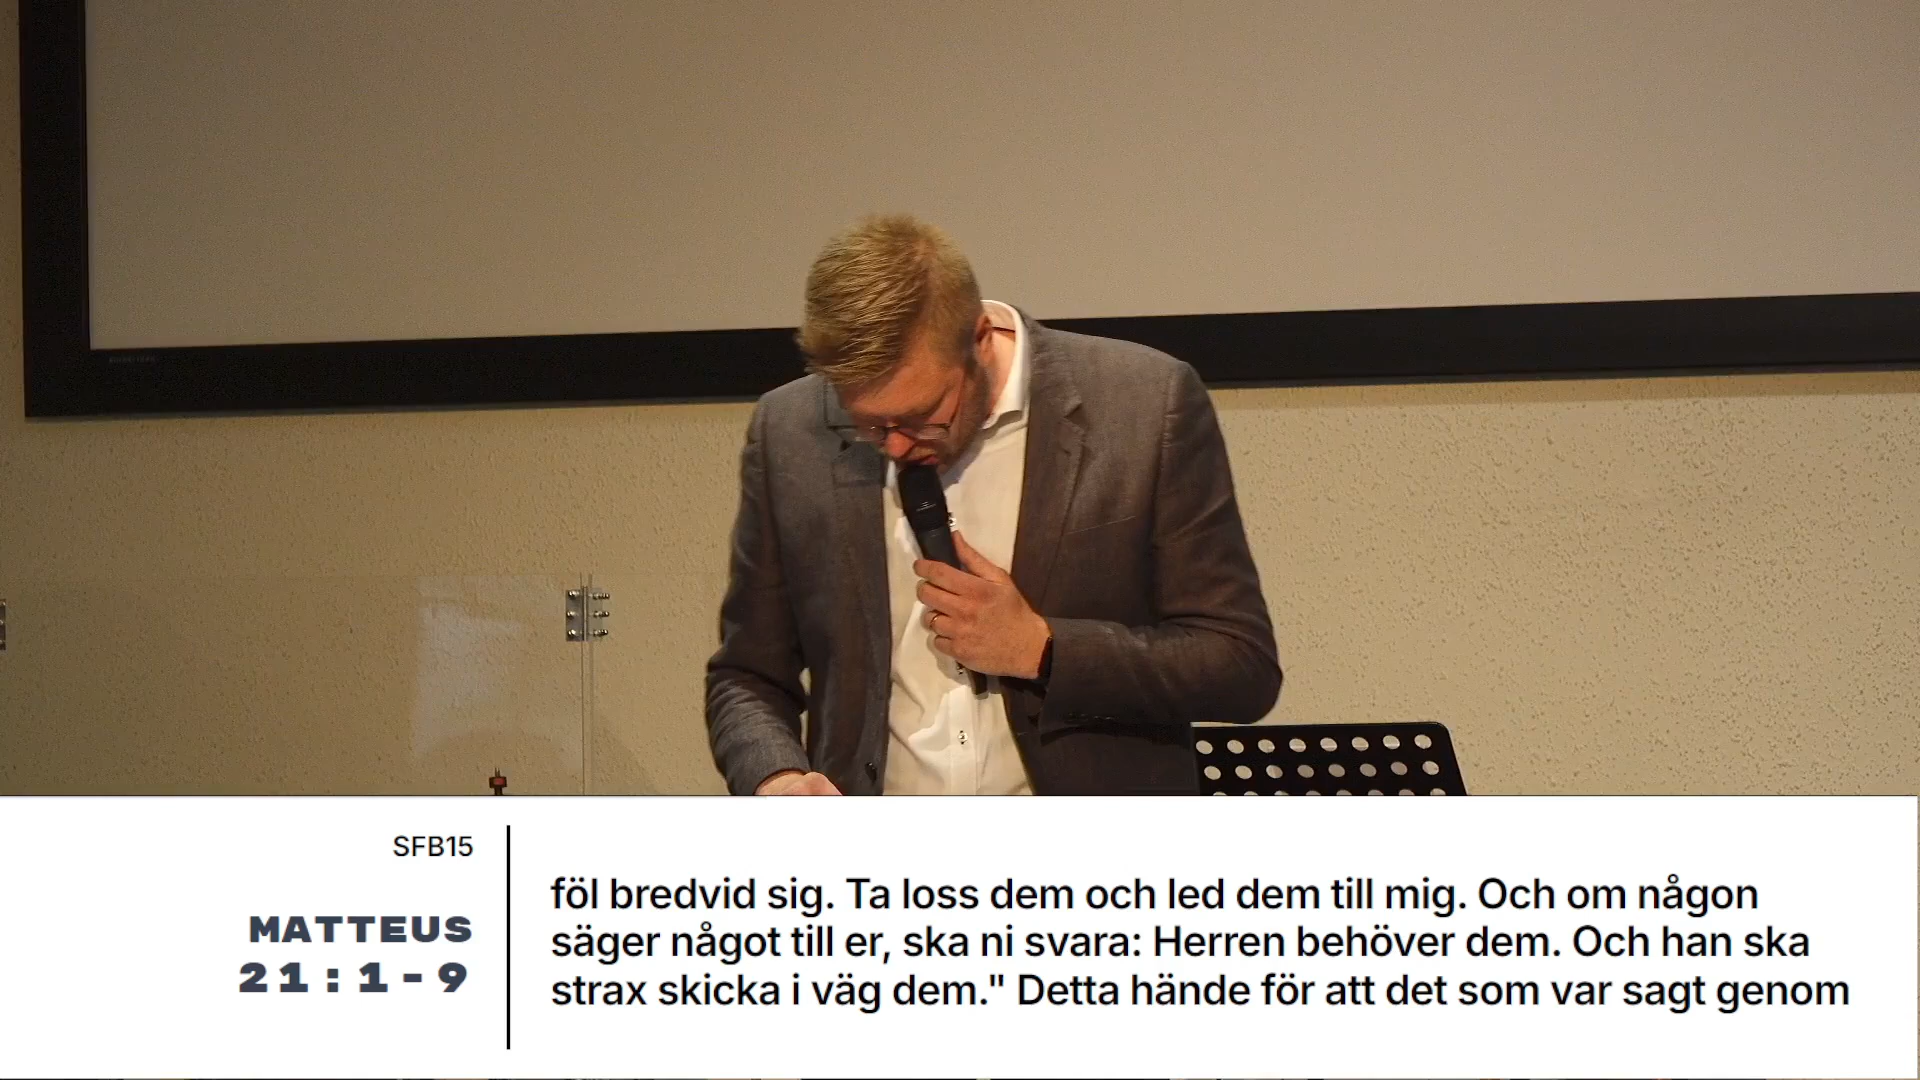 SFB15
MATTEUS
21:1-9
föl bredvid sig. Ta loss dem och led dem till mig. Och om någon
säger något till er, ska ni svara: Herren behöver dem. Och han ska
strax skicka i väg dem." Detta hände för att det som var sagt genom